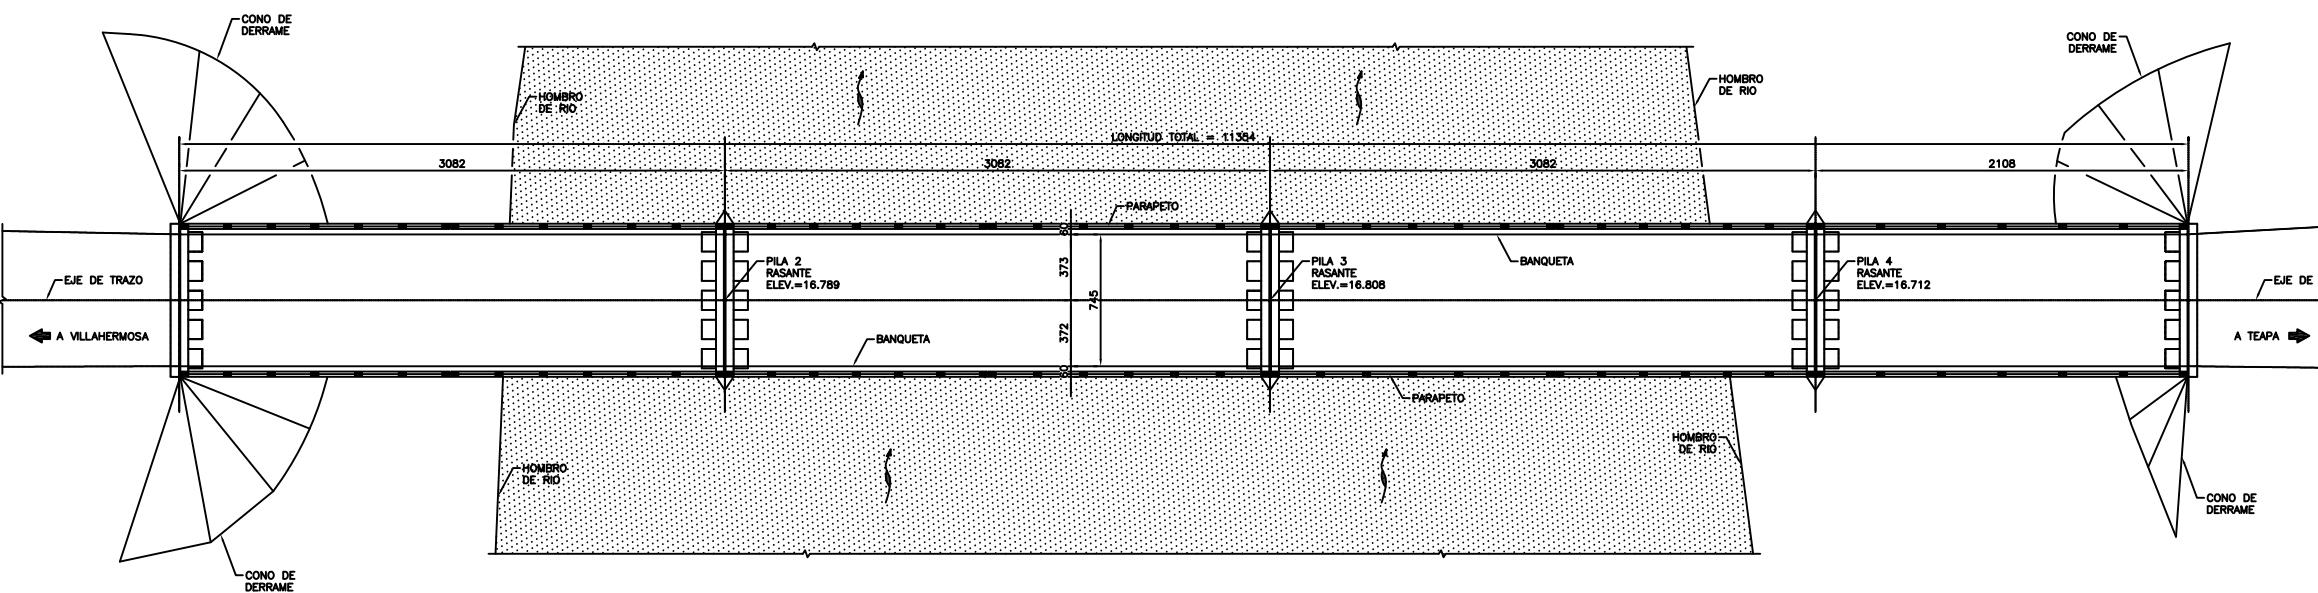 CONO DE
DERRAME
CONO DE
DERRAME
HOMBRO
DE RIO
HOMBRO
DE RIO
LONGITUD TOTAL = 11354
3082
3082
3082
2108
PARAPETO
60
EJE DE TRAZO
PILA 2
RASANTE
ELEV.=16.789
373
745
PILA 3
RASANTE
ELEV.=16.808
BANQUETA
PILA 4
RASANTE
ELEV.=16.712
EJE DE
A VILLAHERMOSA
372
BANQUETA
A TEAPA
60
PARAPETO
HOMBRO
DE RIO
HOMBRO
DE RIO
CONO DE
DERRAME
CONO DE
DERRAME